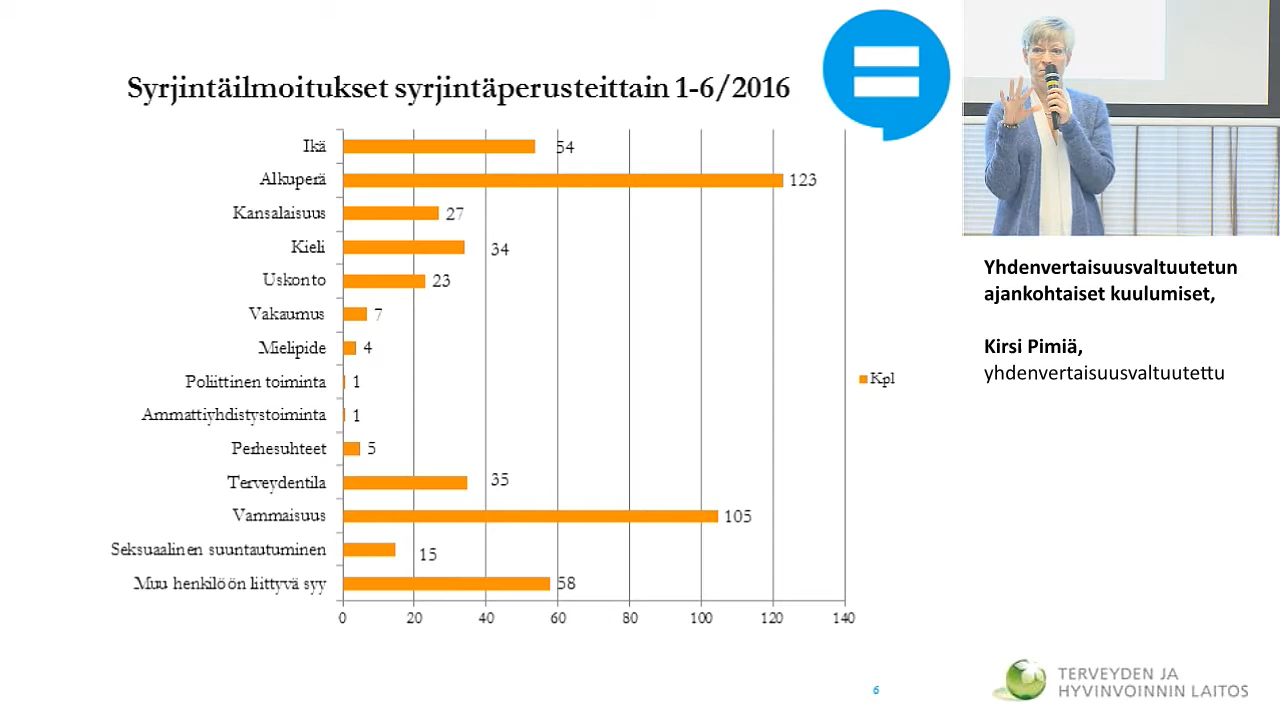 Syrjintäilmoitukset syrjintäperusteittain 1-6/2016
Ikä 54
Alkuperä 123
Kansalaisuus 27
Kieli 34
Uskonto 23
Vakaumus 7
Mielipide 4
Poliittinen toiminta 1
Ammattiyhdistystoiminta 1
Perhesuhteet 5
Terveydentila 35
Vammaisuus 105
Seksuaalinen suuntautuminen 15
Muu henkilöön liittyvä syy 58
0 20 40 60 80 100 120 140
Kpl
6
Yhdenvertaisuusvaltuutetun
ajankohtaiset kuulumiset,
Kirsi Pimiä,
yhdenvertaisuusvaltuutettu
TERVEYDEN JA
HYVINVOINNIN LAITOS